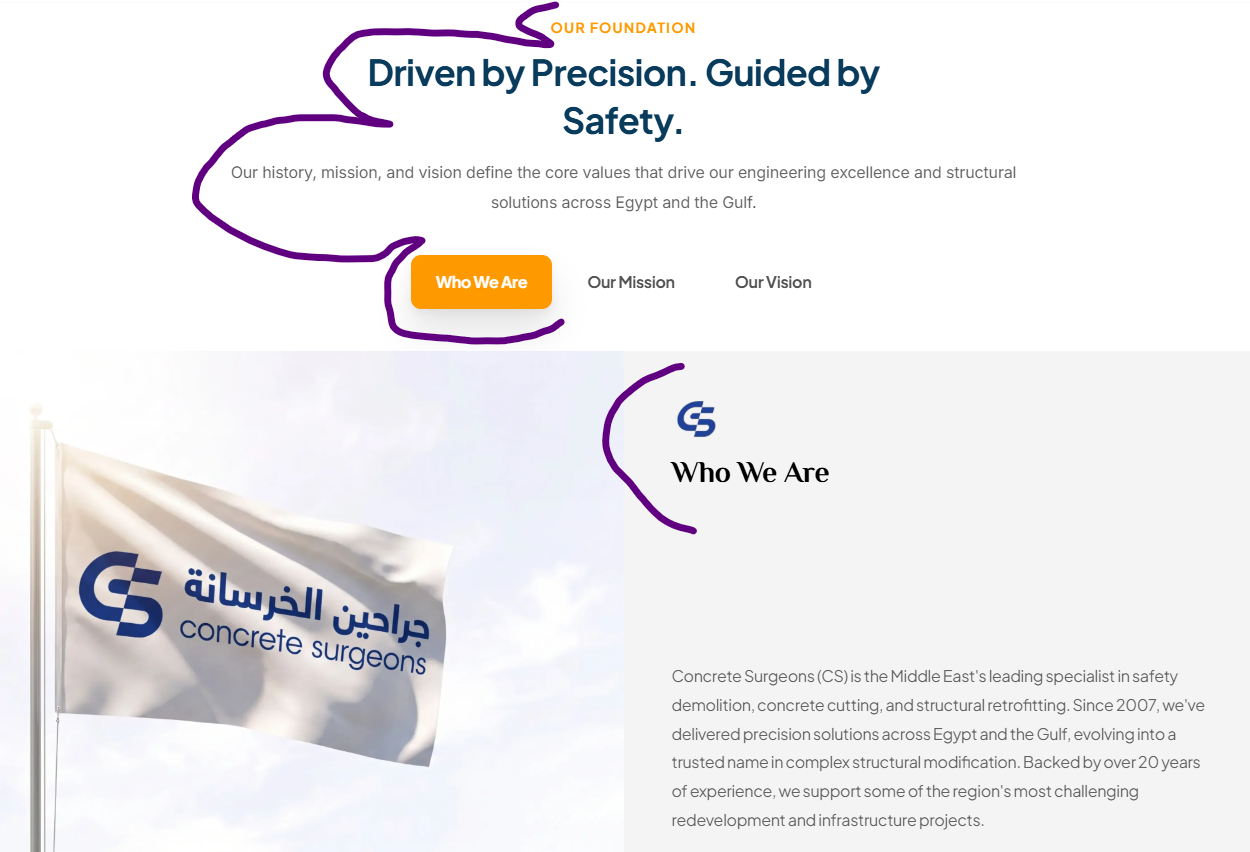 OUR FOUNDATION
Driven by Precision. Guided by
Safety.
Our history, mission, and vision define the core values that drive our engineering excellence and structural
solutions across Egypt and the Gulf.
Who We Are
Our Mission
Our Vision
جراحين الخرسانة
concrete surgeons
CS
Who We Are
Concrete Surgeons (CS) is the Middle East's leading specialist in safety
demolition, concrete cutting, and structural retrofitting. Since 2007, we've
delivered precision solutions across Egypt and the Gulf, evolving into a
trusted name in complex structural modification. Backed by over 20 years
of experience, we support some of the region's most challenging
redevelopment and infrastructure projects.